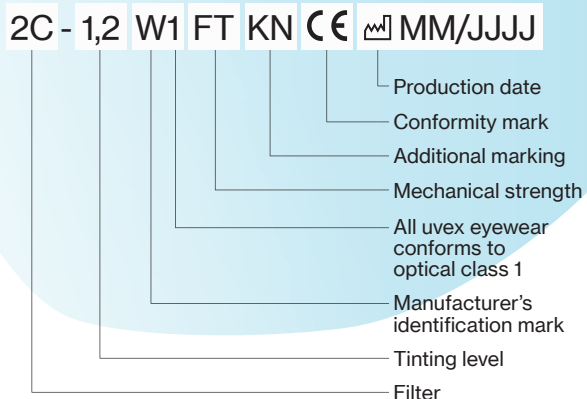 2C - 1,2 W1 FT KN CE MM/JJJJ
Production date
Conformity mark
Additional marking
Mechanical strength
All uvex eyewear
conforms to
optical class 1
Manufacturer's
identification mark
Tinting level
Filter